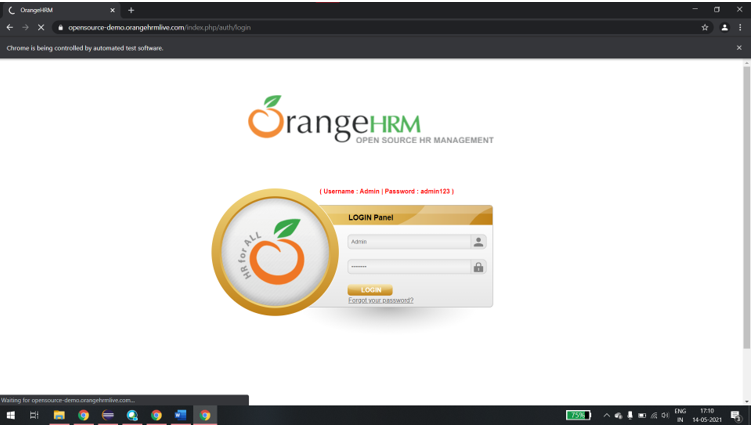 OrangeHRM
opensource-demo.orangehrmlive.com/index.php/auth/login
Chrome is being controlled by automated test software.
OrangeHRM
OPEN SOURCE HR MANAGEMENT
( Username : Admin | Password : admin123 )
LOGIN Panel
HR for ALL
Admin
LOGIN
Forgot your password?
Waiting for opensource-demo.orangehrmlive.com...
75%
ENG
IN
17:10
14-05-2021